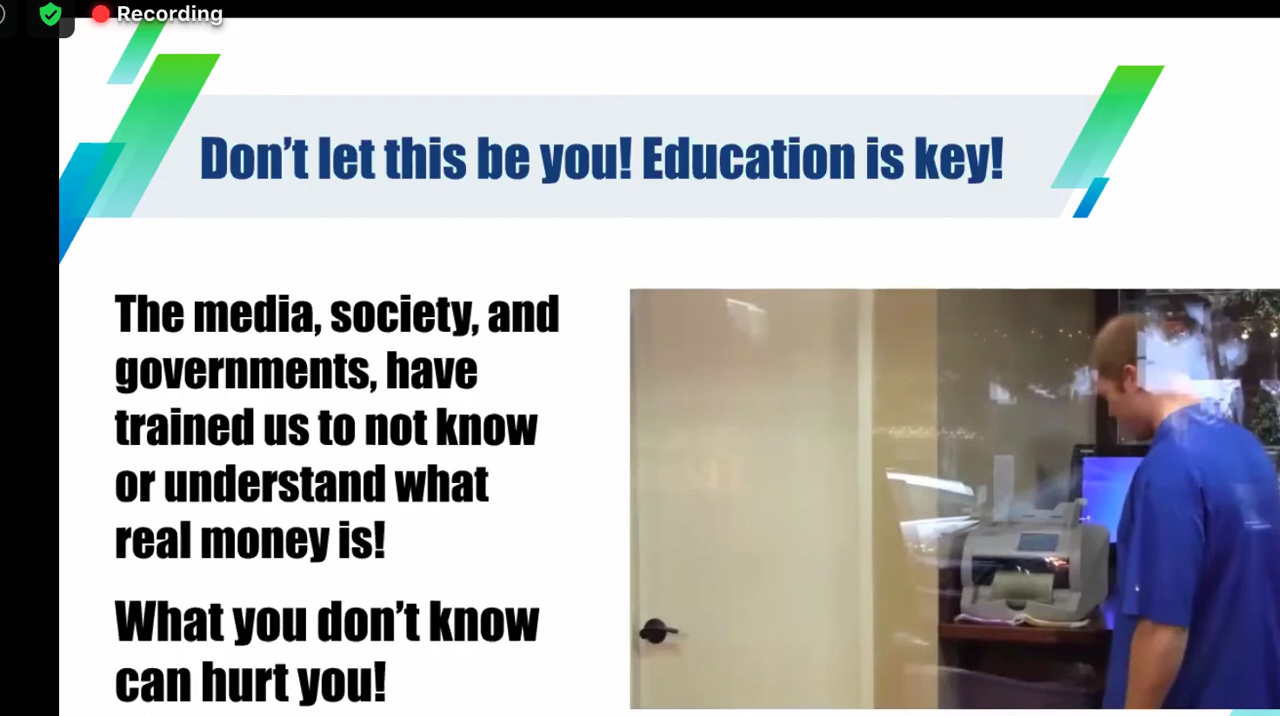 Recording
Don’t let this be you! Education is key!
The media, society, and
governments, have
trained us to not know
or understand what
real money is!
What you don’t know
can hurt you!